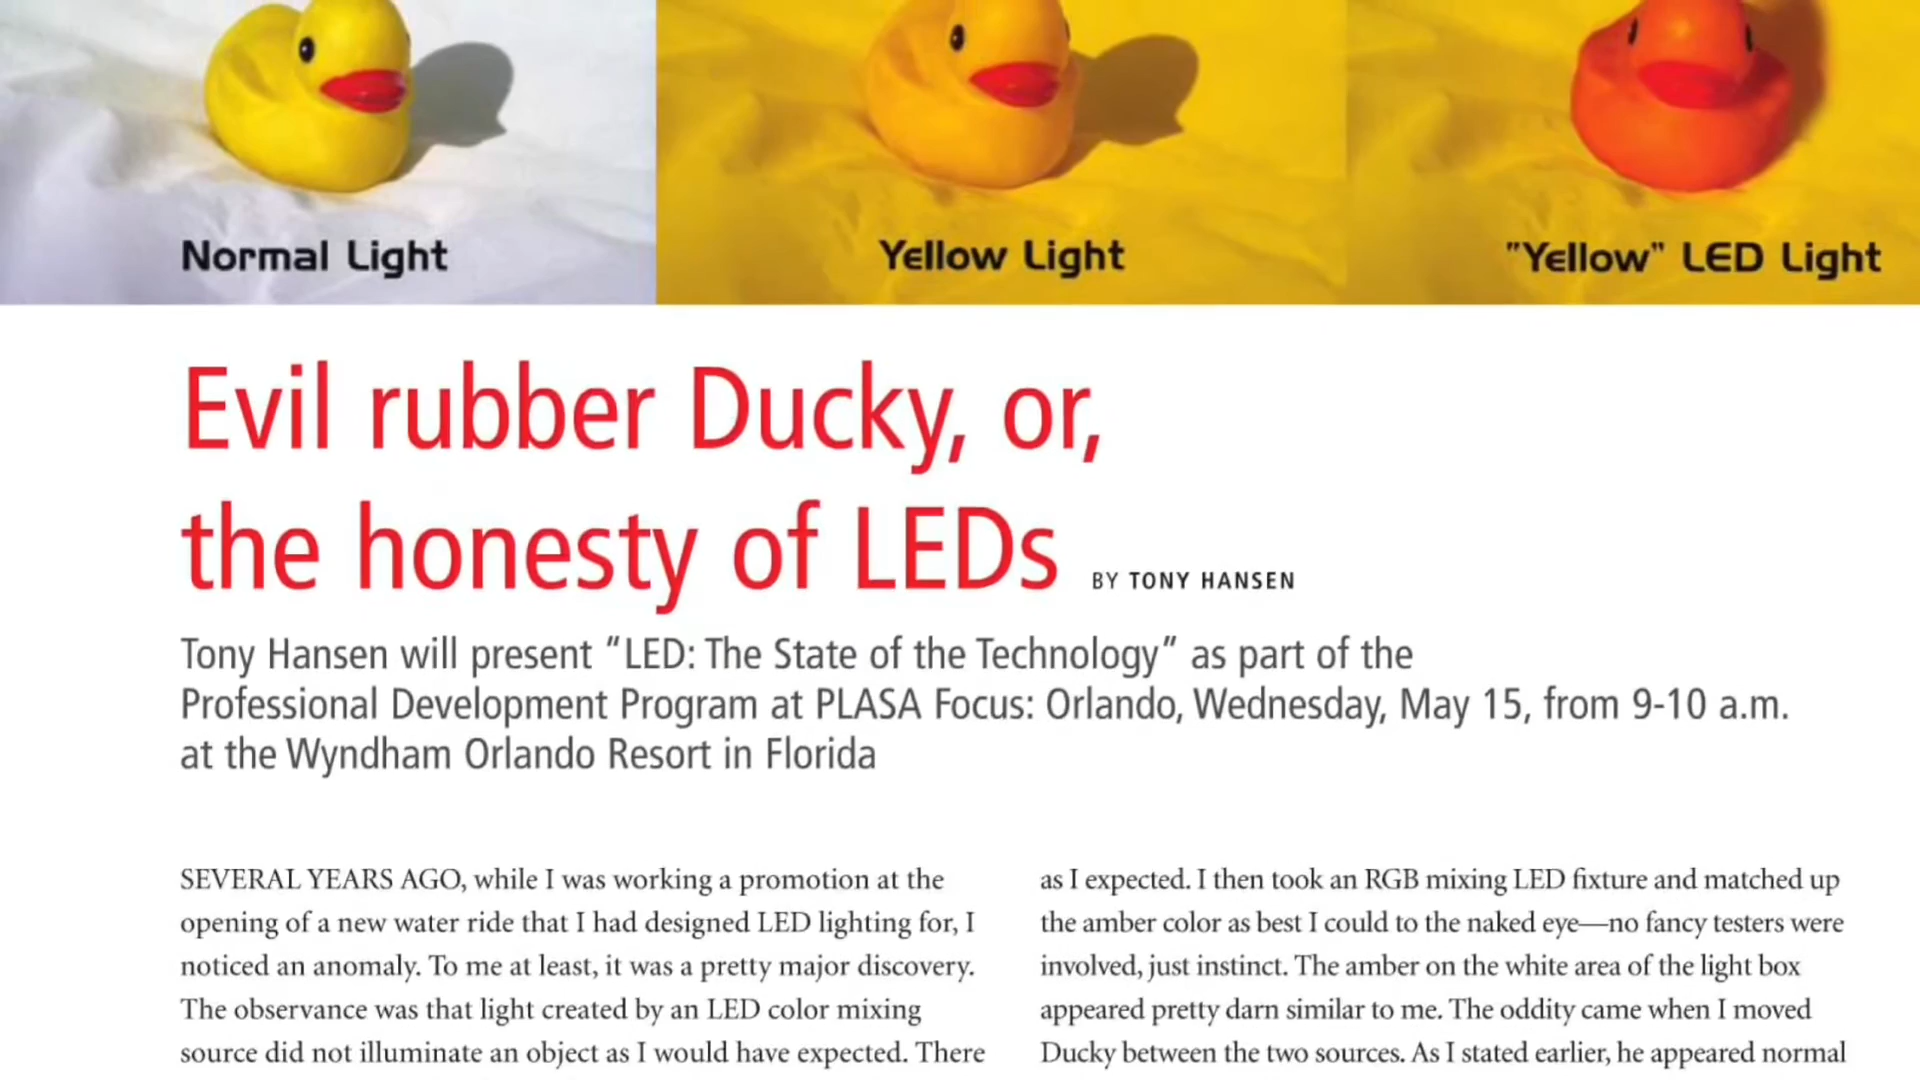 Normal Light
Yellow Light
"Yellow" LED Light
Evil rubber Ducky, or,
the honesty of LEDs BY TONY HANSEN
Tony Hansen will present “LED: The State of the Technology” as part of the
Professional Development Program at PLASA Focus: Orlando, Wednesday, May 15, from 9-10 a.m.
at the Wyndham Orlando Resort in Florida
SEVERAL YEARS AGO, while I was working a promotion at the
opening of a new water ride that I had designed LED lighting for, I
noticed an anomaly. To me at least, it was a pretty major discovery.
The observance was that light created by an LED color mixing
source did not illuminate an object as I would have expected. There
as I expected. I then took an RGB mixing LED fixture and matched up
the amber color as best I could to the naked eye—no fancy testers were
involved, just instinct. The amber on the white area of the light box
appeared pretty darn similar to me. The oddity came when I moved
Ducky between the two sources. As I stated earlier, he appeared normal